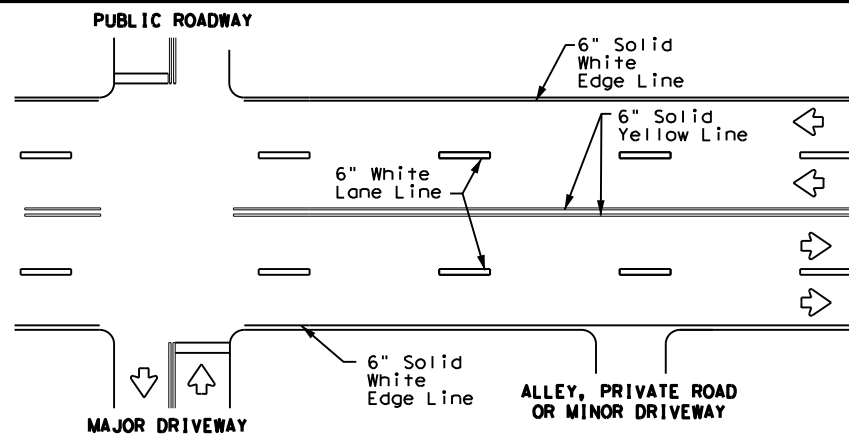 PUBLIC ROADWAY
6" Solid
White
Edge Line
6" Solid
Yellow Line
6" White
Lane Line
6" Solid
White
Edge Line
ALLEY, PRIVATE ROAD
OR MINOR DRIVEWAY
MAJOR DRIVEWAY